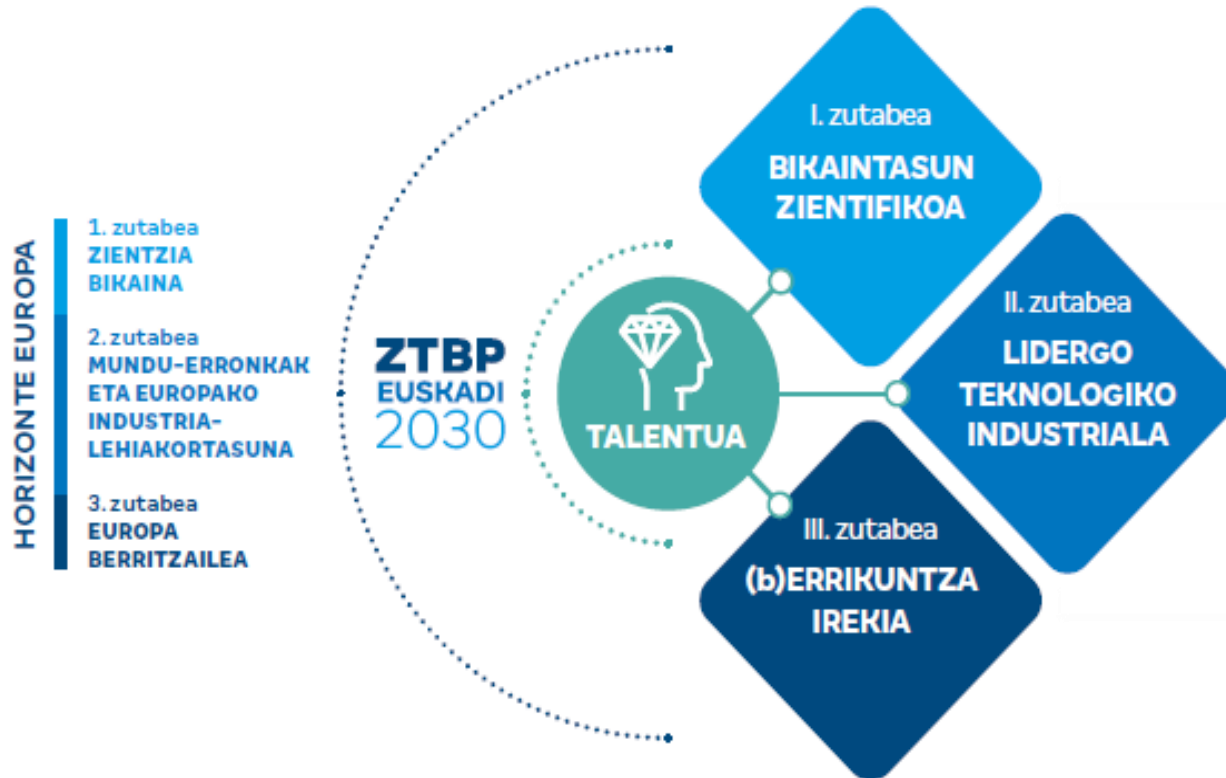 HORIZONTE EUROPA
1. zutabea
ZIENTZIA
BIKAINA
2. zutabea
MUNDU-ERRONKAK
ETA EUROPAKO
INDUSTRIA-
LEHIAKORTASUNA
3. zutabea
EUROPA
BERRITZAILEA
ZTBP
EUSKADI
2030
TALENTUA
I. zutabea
BIKAINTASUN
ZIENTIFIKOA
II. zutabea
LIDERGO
TEKNOLOGIKO
INDUSTRIALA
III. zutabea
(b)ERRIKUNTZA
IREKIA